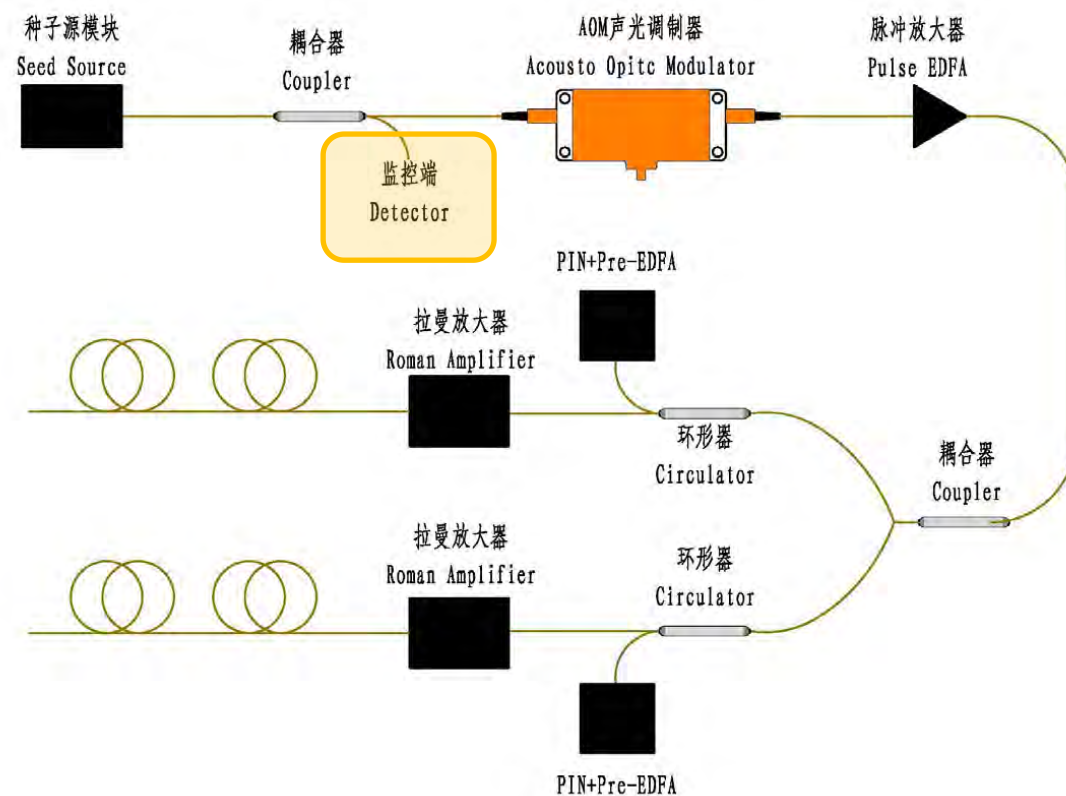 种子源模块
Seed Source
耦合器
Coupler
AOM声光调制器
Acousto Opitc Modulator
脉冲放大器
Pulse EDFA
监控端
Detector
PIN+Pre-EDFA
拉曼放大器
Roman Amplifier
环形器
Circulator
耦合器
Coupler
拉曼放大器
Roman Amplifier
环形器
Circulator
PIN+Pre-EDFA